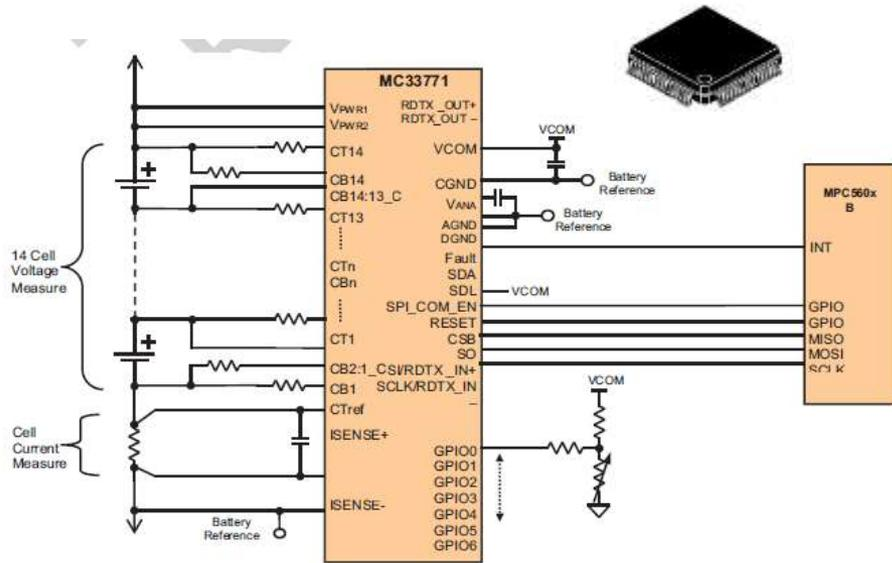 MC33771
VPWR1
VPWR2
CT14
CB14
CB14:13_C
CT13
CTn
CBn
CT1
CB2:1_CSI/RDTX_IN+
CB1
SCLK/RDTX_IN
–
CTref
ISENSE+
ISENSE-
RDTX_OUT+
RDTX_OUT –
VCOM
CGND
VANA
AGND
DGND
Fault
SDA
SDL
SPI_COM_EN
RESET
CSB
SO
GPIO0
GPIO1
GPIO2
GPIO3
GPIO4
GPIO5
GPIO6
14 Cell
Voltage
Measure
Cell
Current
Measure
Battery
Reference
VCOM
Battery
Reference
Battery
Reference
VCOM
VCOM
MPC560x
B
INT
GPIO
GPIO
MISO
MOSI
SCLK